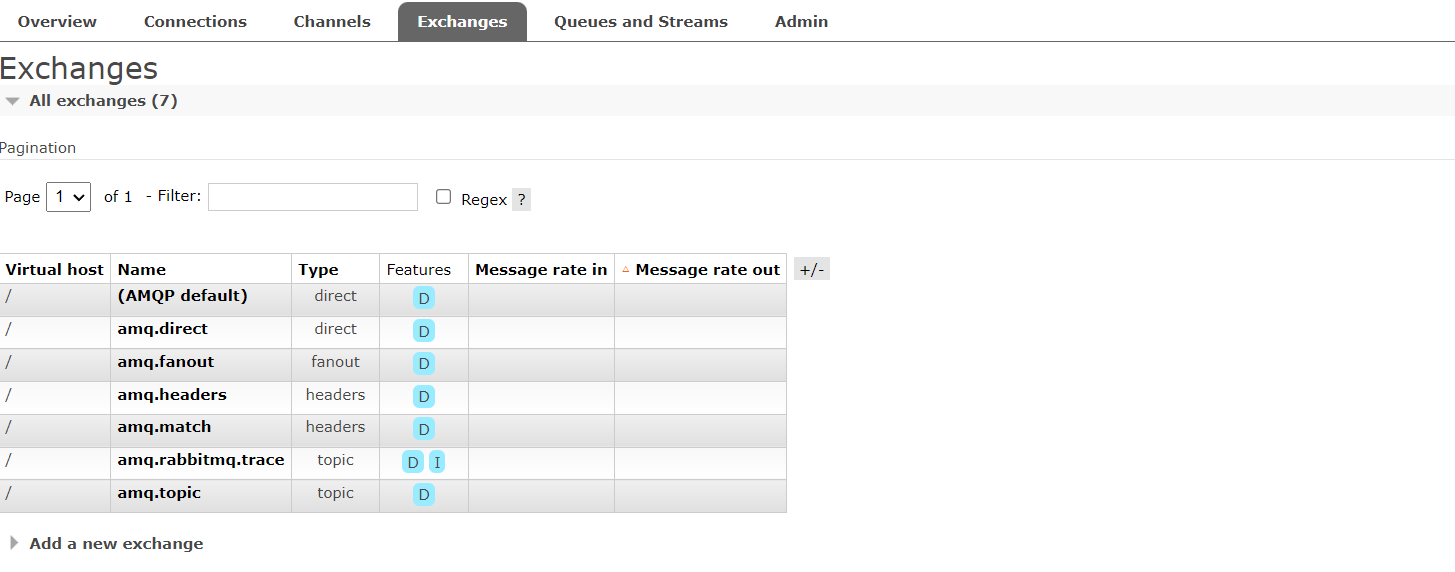 Overview Connections Channels Exchanges Queues and Streams Admin
Exchanges
All exchanges (7)
Pagination
Page 1 of 1 - Filter: Regex ?
Virtual host Name Type Features Message rate in Message rate out +/-
/ (AMQP default) direct D
/ amq.direct direct D
/ amq.fanout fanout D
/ amq.headers headers D
/ amq.match headers D
/ amq.rabbitmq.trace topic D I
/ amq.topic topic D
Add a new exchange